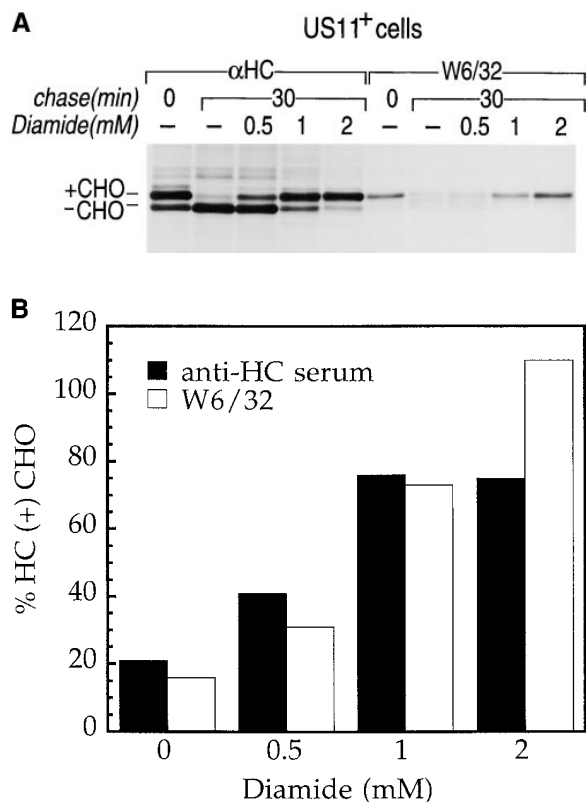 A
US11+ cells
αHC W6/32
chase(min) 0 30 0 30
Diamide(mM) – – 0.5 1 2 – – 0.5 1 2
+CHO
–CHO
B
120
100
80
60
40
20
0
% HC (+) CHO
anti-HC serum
W6/32
0 0.5 1 2
Diamide (mM)